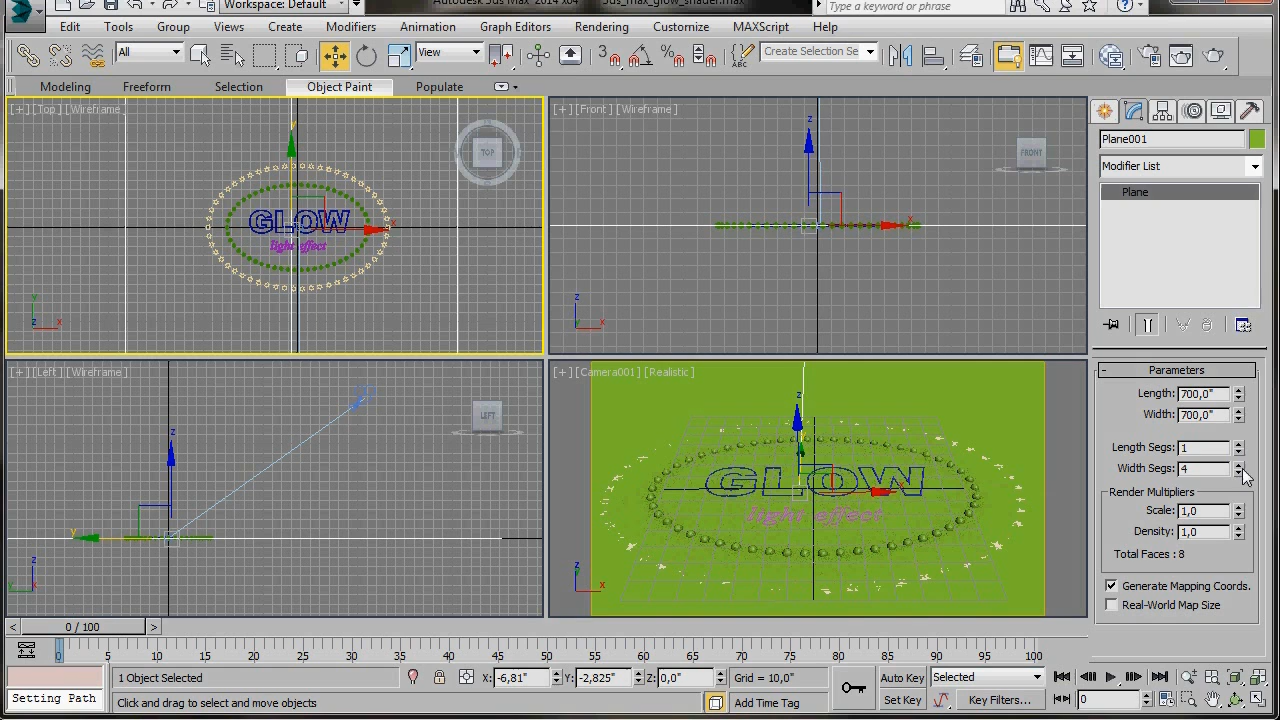 Workspace: Default
Autodesk 3ds Max 2014 x64 3ds_max_glow_shader.max
Type a keyword or phrase
Edit Tools Group Views Create Modifiers Animation Graph Editors Rendering Customize MAXScript Help
All View 3 % ABC Create Selection Se
Modeling Freeform Selection Object Paint Populate
[+] [Top] [Wireframe]
TOP
y
GLOW
x
light effect
y
z x
[+] [Front] [Wireframe]
FRONT
z
x
z
x
[+] [Left] [Wireframe]
LEFT
z
y
z
[+] [Camera001] [Realistic]
z
GLOW
light effect
z
x
Plane001
Modifier List
Plane
- Parameters
Length: 700,0"
Width: 700,0"
Length Segs: 1
Width Segs: 4
Render Multipliers
Scale: 1,0
Density: 1,0
Total Faces : 8
Generate Mapping Coords.
Real-World Map Size
< 0 / 100 >
0 5 10 15 20 25 30 35 40 45 50 55 60 65 70 75 80 85 90 95 100
1 Object Selected X: -6,81" Y: -2,825" Z: 0,0" Grid = 10,0" Auto Key Selected
Setting Path Click and drag to select and move objects Add Time Tag Set Key Key Filters... 0